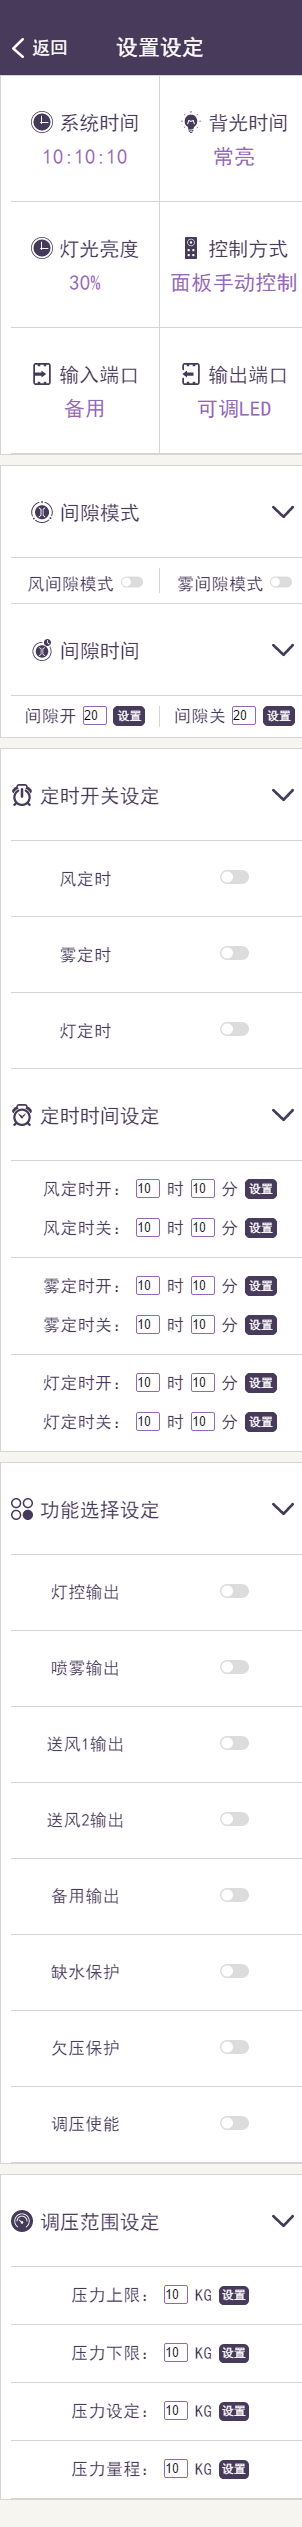 返回 设置设定
系统时间 背光时间
10:10:10 常亮
灯光亮度 控制方式
30% 面板手动控制
输入端口 输出端口
备用 可调LED
间隙模式
风间隙模式 雾间隙模式
间隙时间
间隙开 20 设置 间隙关 20 设置
定时开关设定
风定时
雾定时
灯定时
定时时间设定
风定时开: 10 时 10 分 设置
风定时关: 10 时 10 分 设置
雾定时开: 10 时 10 分 设置
雾定时关: 10 时 10 分 设置
灯定时开: 10 时 10 分 设置
灯定时关: 10 时 10 分 设置
功能选择设定
灯控输出
喷雾输出
送风1输出
送风2输出
备用输出
缺水保护
欠压保护
调压使能
调压范围设定
压力上限: 10 KG 设置
压力下限: 10 KG 设置
压力设定: 10 KG 设置
压力量程: 10 KG 设置